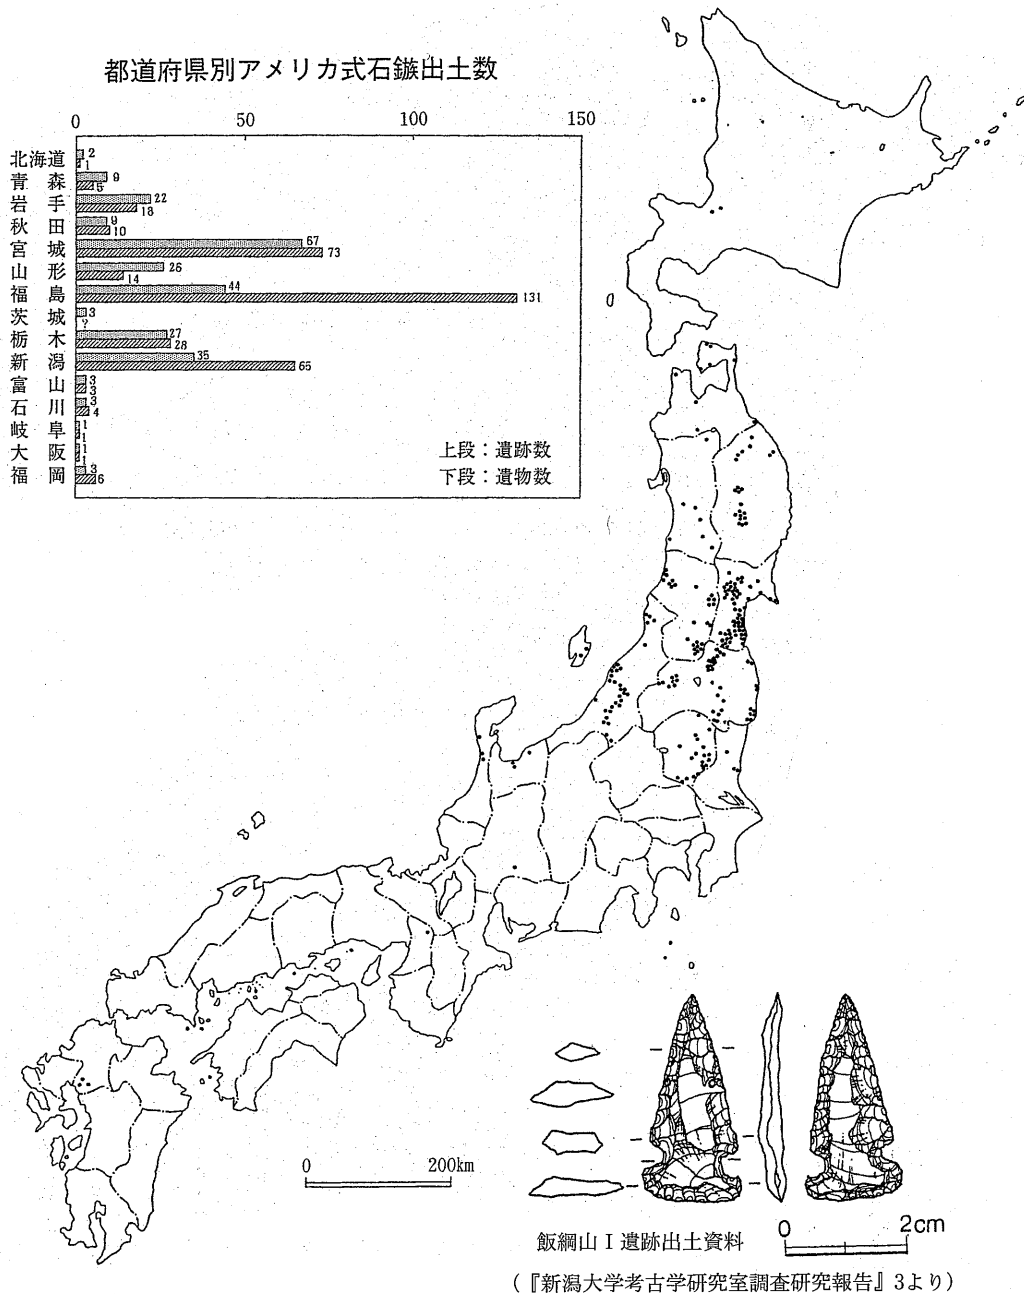 都道府県別アメリカ式石鏃出土数
0 50 100 150
北海道 2 1
青森 9 5
岩手 22 18
秋田 9 10
宮城 67 73
山形 26 14
福島 44 131
茨城 3 ?
栃木 27 28
新潟 35 65
富山 3 3
石川 3 4
岐阜 1 1
大阪 1 1
福岡 3 6
上段：遺跡数
下段：遺物数
0 200km
0 2cm
飯綱山Ⅰ遺跡出土資料
（『新潟大学考古学研究室調査研究報告』3より）